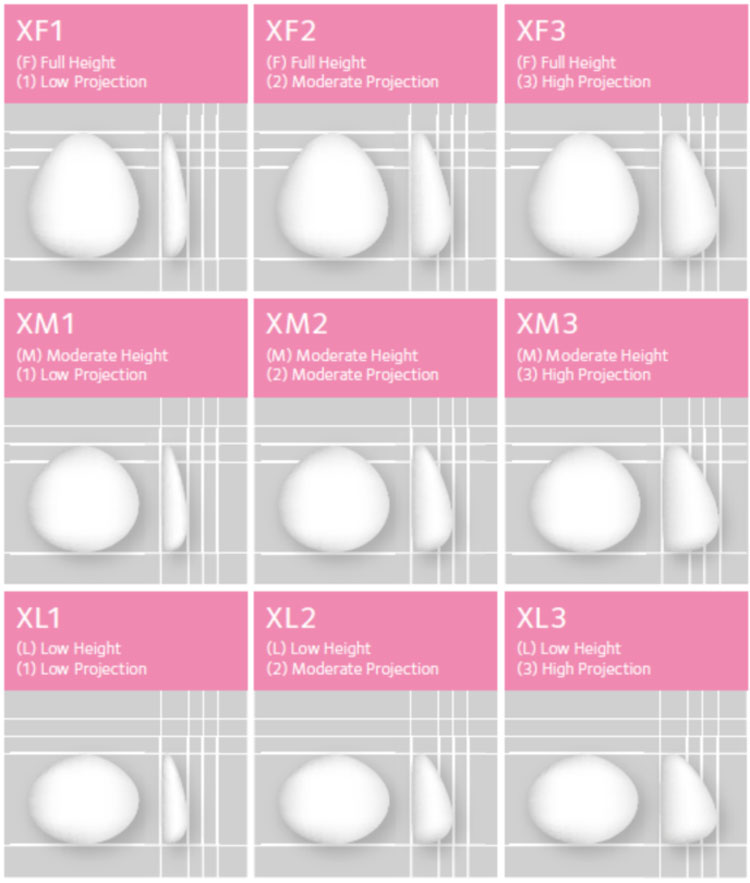 XF1
(F) Full Height
(1) Low Projection
XF2
(F) Full Height
(2) Moderate Projection
XF3
(F) Full Height
(3) High Projection
XM1
(M) Moderate Height
(1) Low Projection
XM2
(M) Moderate Height
(2) Moderate Projection
XM3
(M) Moderate Height
(3) High Projection
XL1
(L) Low Height
(1) Low Projection
XL2
(L) Low Height
(2) Moderate Projection
XL3
(L) Low Height
(3) High Projection